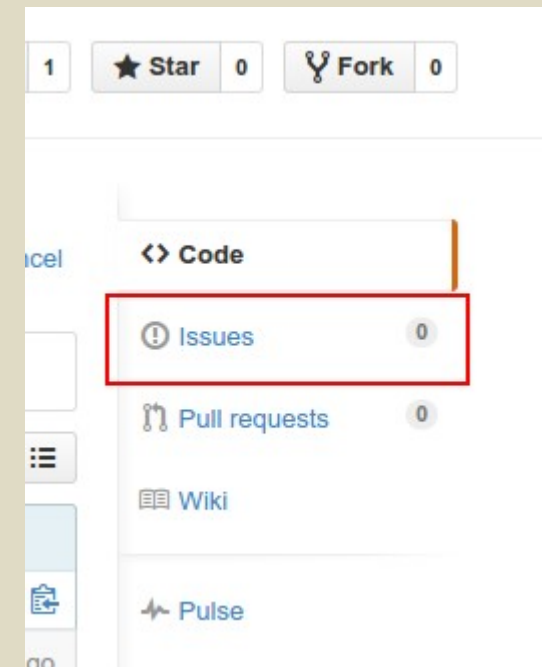 1 Star 0 Fork 0
Code
Issues 0
Pull requests 0
Wiki
Pulse